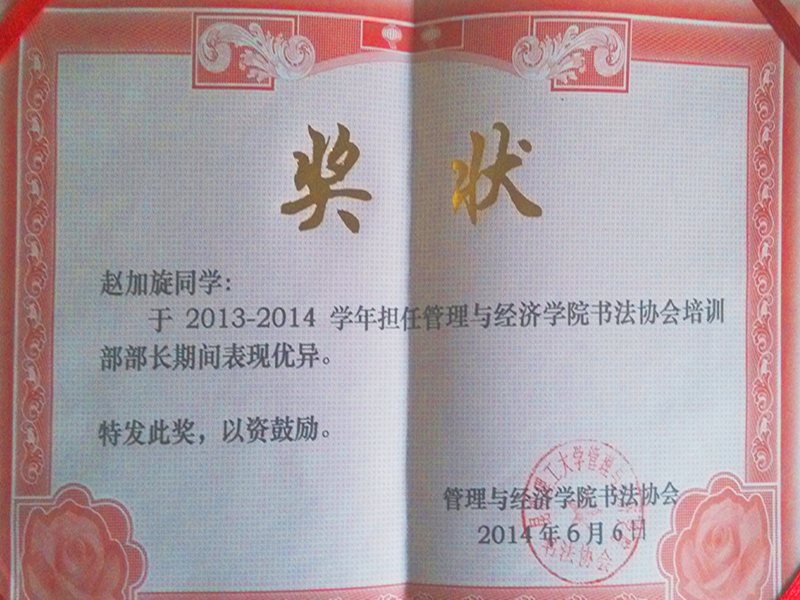 奖状
赵加旋同学:
于 2013-2014 学年担任管理与经济学院书法协会培训
部部长期间表现优异。
特发此奖，以资鼓励。
管理与经济学院书法协会
2014 年 6 月 6 日
理工大学管理与
书法协会